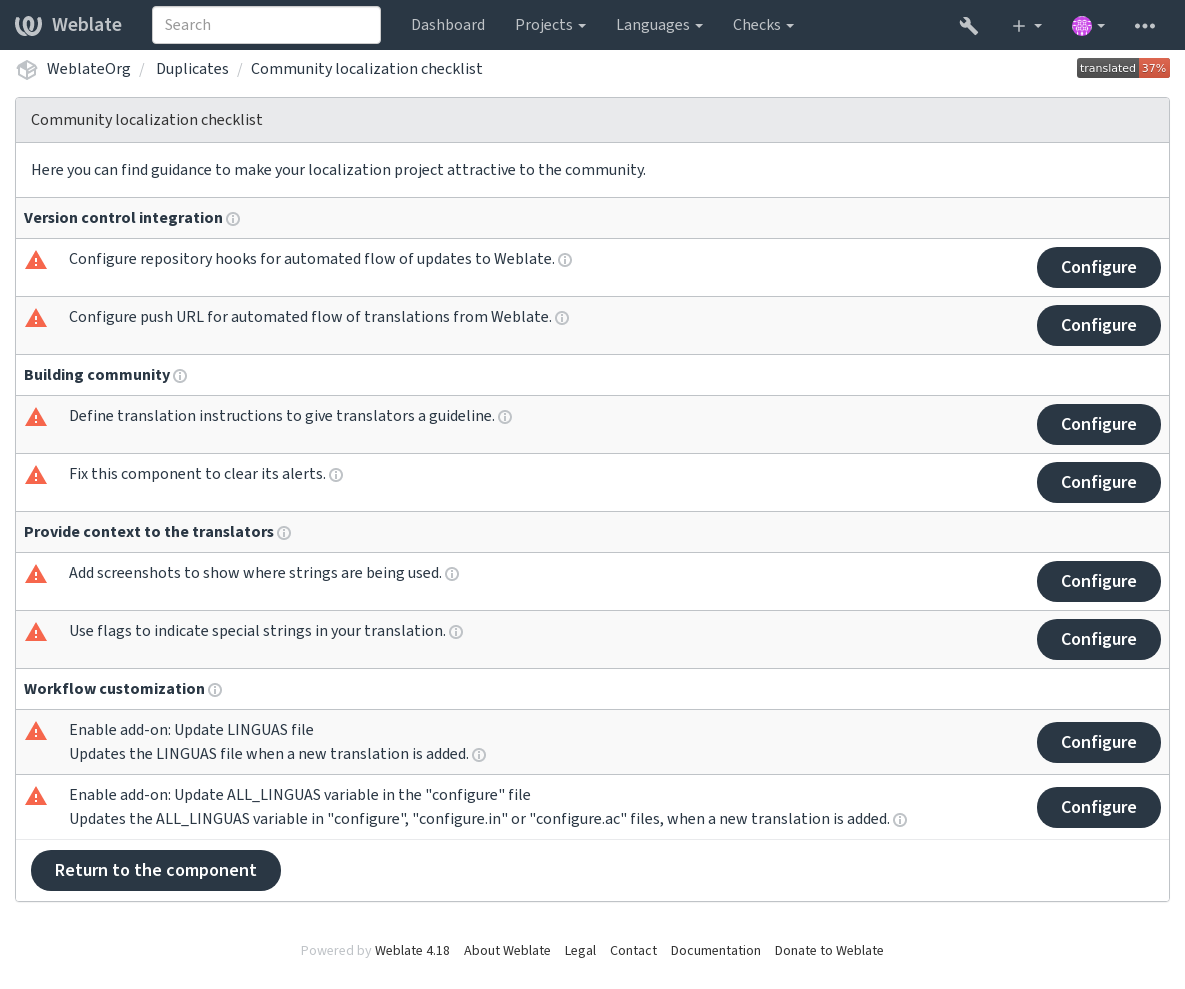 Weblate
Search
Dashboard
Projects
Languages
Checks
WeblateOrg / Duplicates / Community localization checklist
translated 37%
Community localization checklist
Here you can find guidance to make your localization project attractive to the community.
Version control integration
Configure repository hooks for automated flow of updates to Weblate.
Configure
Configure push URL for automated flow of translations from Weblate.
Configure
Building community
Define translation instructions to give translators a guideline.
Configure
Fix this component to clear its alerts.
Configure
Provide context to the translators
Add screenshots to show where strings are being used.
Configure
Use flags to indicate special strings in your translation.
Configure
Workflow customization
Enable add-on: Update LINGUAS file
Updates the LINGUAS file when a new translation is added.
Configure
Enable add-on: Update ALL_LINGUAS variable in the "configure" file
Updates the ALL_LINGUAS variable in "configure", "configure.in" or "configure.ac" files, when a new translation is added.
Configure
Return to the component
Powered by Weblate 4.18 About Weblate Legal Contact Documentation Donate to Weblate